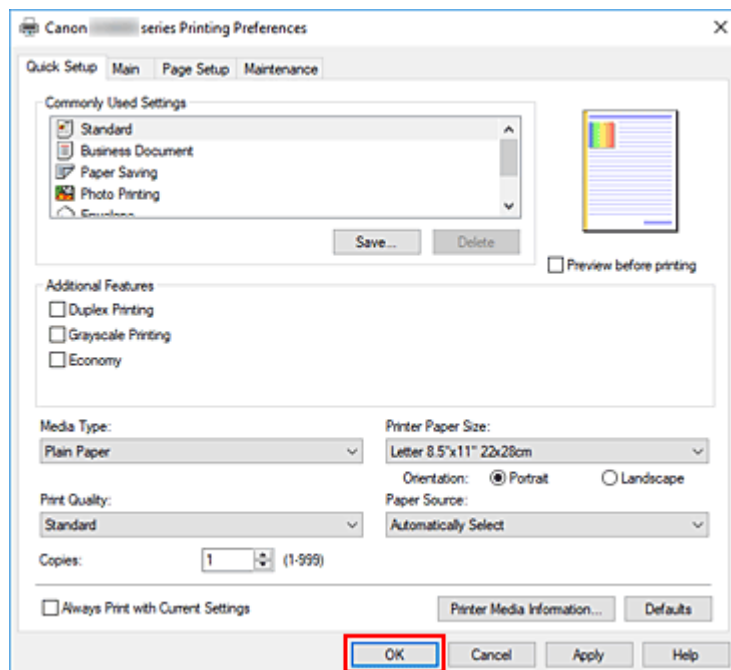 Canon series Printing Preferences
Quick Setup Main Page Setup Maintenance
Commonly Used Settings
Standard
Business Document
Paper Saving
Photo Printing
Envelope
Save... Delete
Preview before printing
Additional Features
Duplex Printing
Grayscale Printing
Economy
Media Type: Printer Paper Size:
Plain Paper Letter 8.5"x11" 22x28cm
Orientation: Portrait Landscape
Print Quality: Paper Source:
Standard Automatically Select
Copies: 1 (1-999)
Always Print with Current Settings Printer Media Information... Defaults
OK Cancel Apply Help